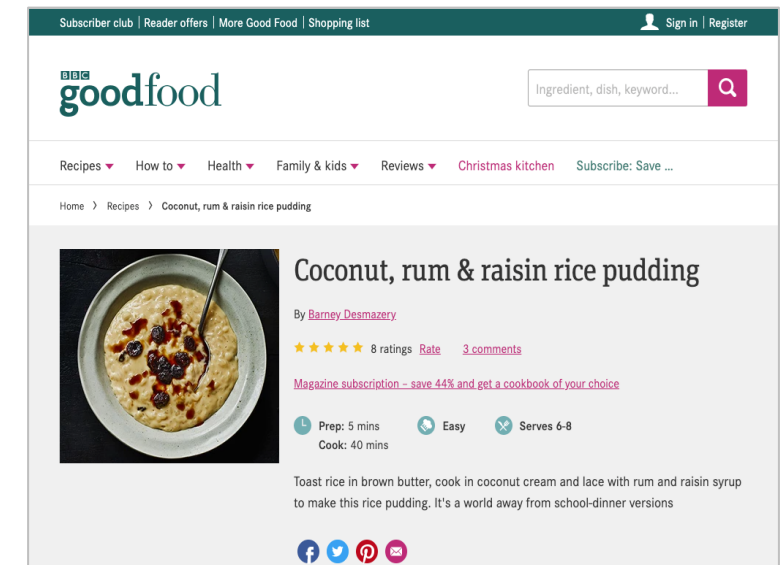 Subscriber club | Reader offers | More Good Food | Shopping list
Sign in | Register
BBC
goodfood
Ingredient, dish, keyword...
Recipes How to Health Family & kids Reviews Christmas kitchen Subscribe: Save ...
Home > Recipes > Coconut, rum & raisin rice pudding
Coconut, rum & raisin rice pudding
By Barney Desmazery
8 ratings Rate 3 comments
Magazine subscription – save 44% and get a cookbook of your choice
Prep: 5 mins Easy Serves 6-8
Cook: 40 mins
Toast rice in brown butter, cook in coconut cream and lace with rum and raisin syrup
to make this rice pudding. It's a world away from school-dinner versions